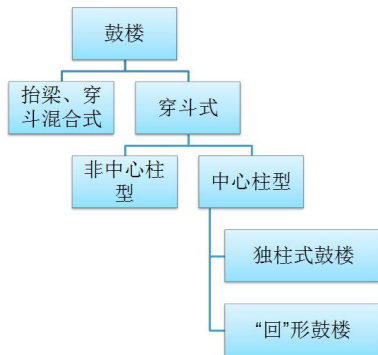 鼓楼
抬梁、穿
斗混合式
穿斗式
非中心柱
型
中心柱型
独柱式鼓楼
“回”形鼓楼